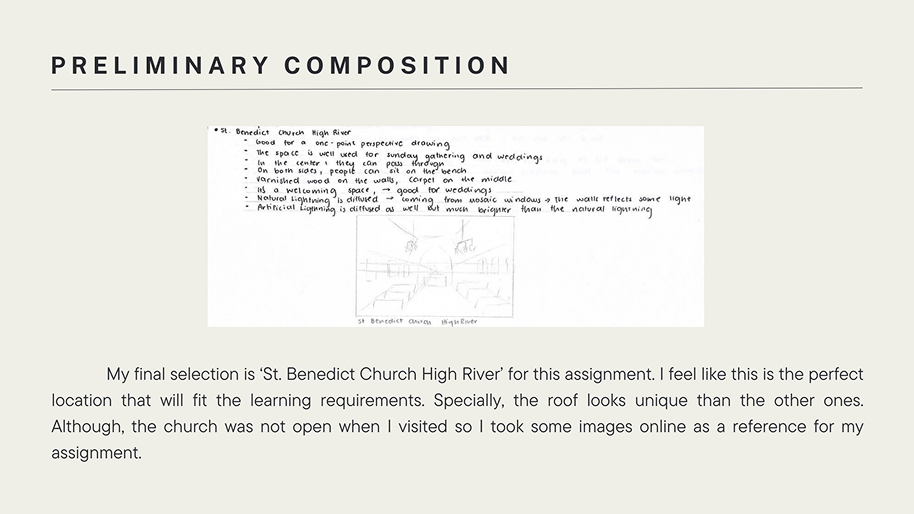 PRELIMINARY COMPOSITION
• St. Benedict Church High River
- Good for a one-point perspective drawing
- The space is well used for sunday gathering and weddings
- In the center, they can pass through
- On both sides, people can sit on the bench
- Varnished wood on the walls, carpet on the middle
- It's a welcoming space, → good for weddings
- Natural Lightning is diffused → coming from mosaic windows → the walls reflects some light
- Artificial Lightning is diffused as well but much brighter than the natural lightning
St. Benedict Church High River
My final selection is ‘St. Benedict Church High River’ for this assignment. I feel like this is the perfect
location that will fit the learning requirements. Specially, the roof looks unique than the other ones.
Although, the church was not open when I visited so I took some images online as a reference for my
assignment.